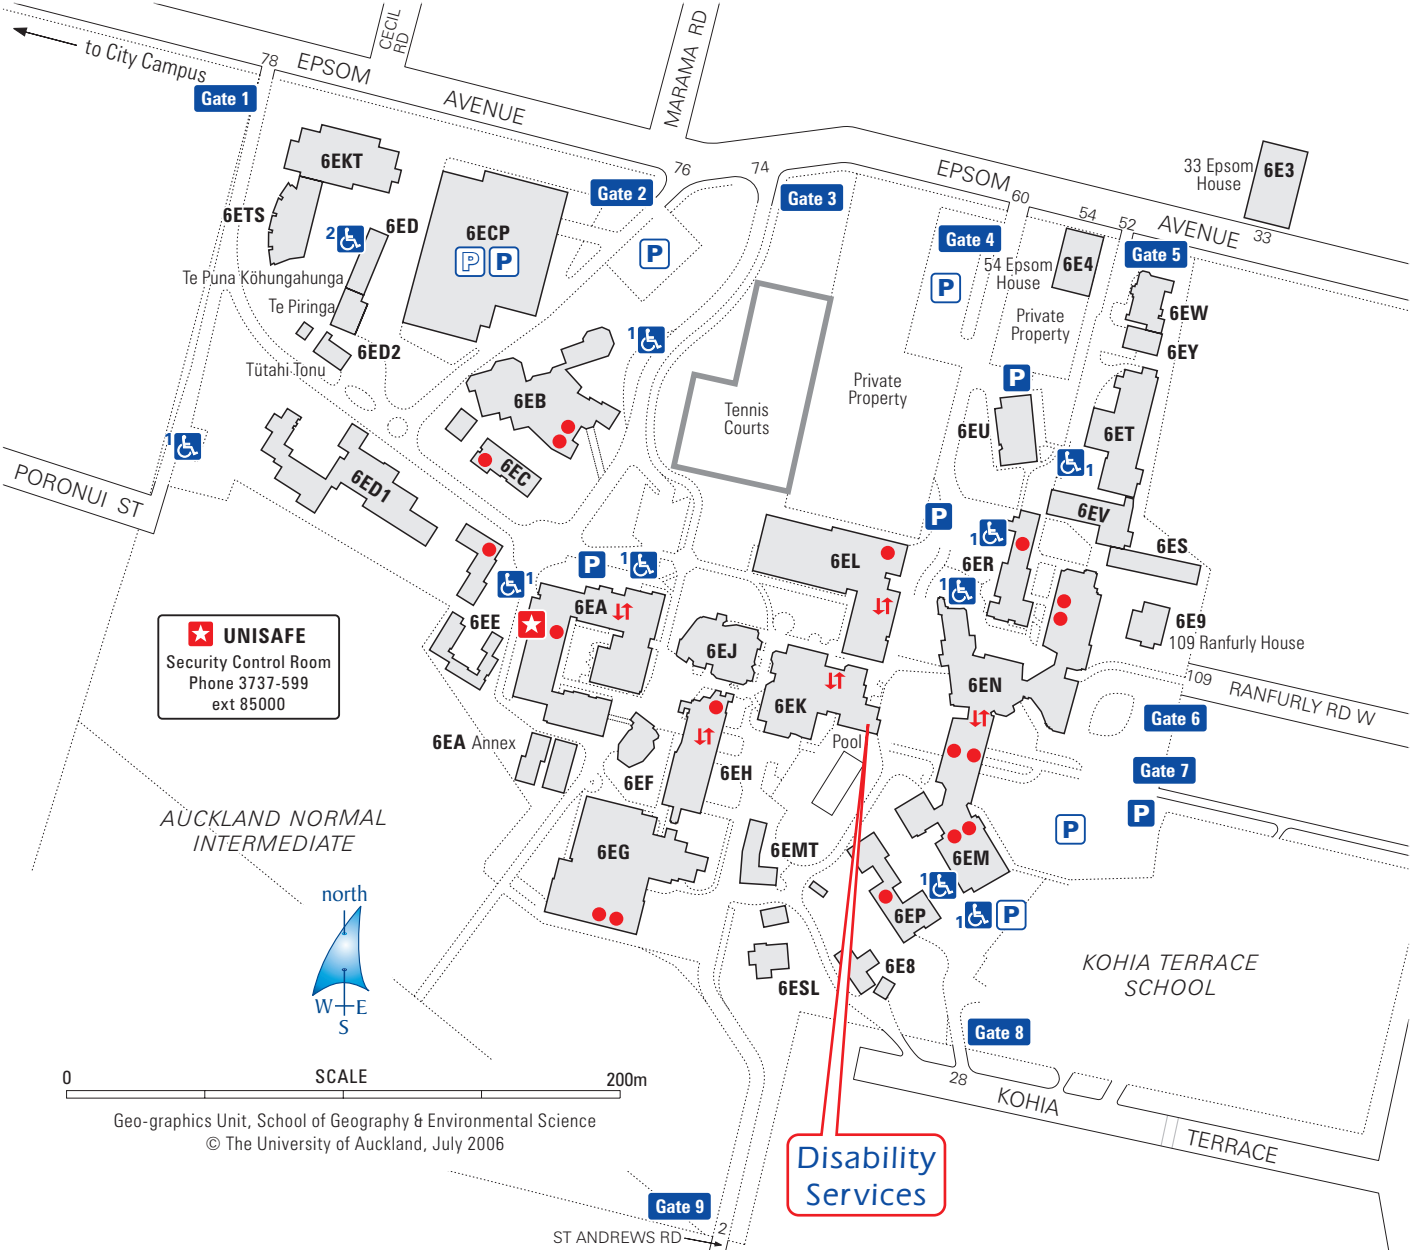 CECIL
RD
MARAMA RD
to City Campus
78
EPSOM
AVENUE
Gate 1
6EKT
76
74
Gate 2
Gate 3
EPSOM
60
54
52
AVENUE
33
33 Epsom
House
6E3
6ETS
2
6ED
6ECP
P
P
P
Gate 4
54 Epsom
House
6E4
Gate 5
P
Te Puna Köhungahunga
Te Piringa
6ED2
Tütahi Tonu
1
Private
Property
6EW
6EY
6EB
Tennis
Courts
Private
Property
P
6EU
6ET
1
1
PORONUI ST
6EC
6ED1
6EV
P
1
6ER
6ES
6EL
P
1
1
1
6EA
6EE
6E9
109 Ranfurly House
UNISAFE
Security Control Room
Phone 3737-599
ext 85000
6EJ
6EK
6EN
109
RANFURLY RD W
Gate 6
6EA Annex
6EF
6EH
Pool
Gate 7
P
P
AUCKLAND NORMAL
INTERMEDIATE
6EG
6EMT
6EM
1
6EP
1
P
north
W E
S
6ESL
6E8
KOHIA TERRACE
SCHOOL
Gate 8
28
KOHIA
TERRACE
0
SCALE
200m
Geo-graphics Unit, School of Geography & Environmental Science
© The University of Auckland, July 2006
Disability
Services
Gate 9
2
ST ANDREWS RD